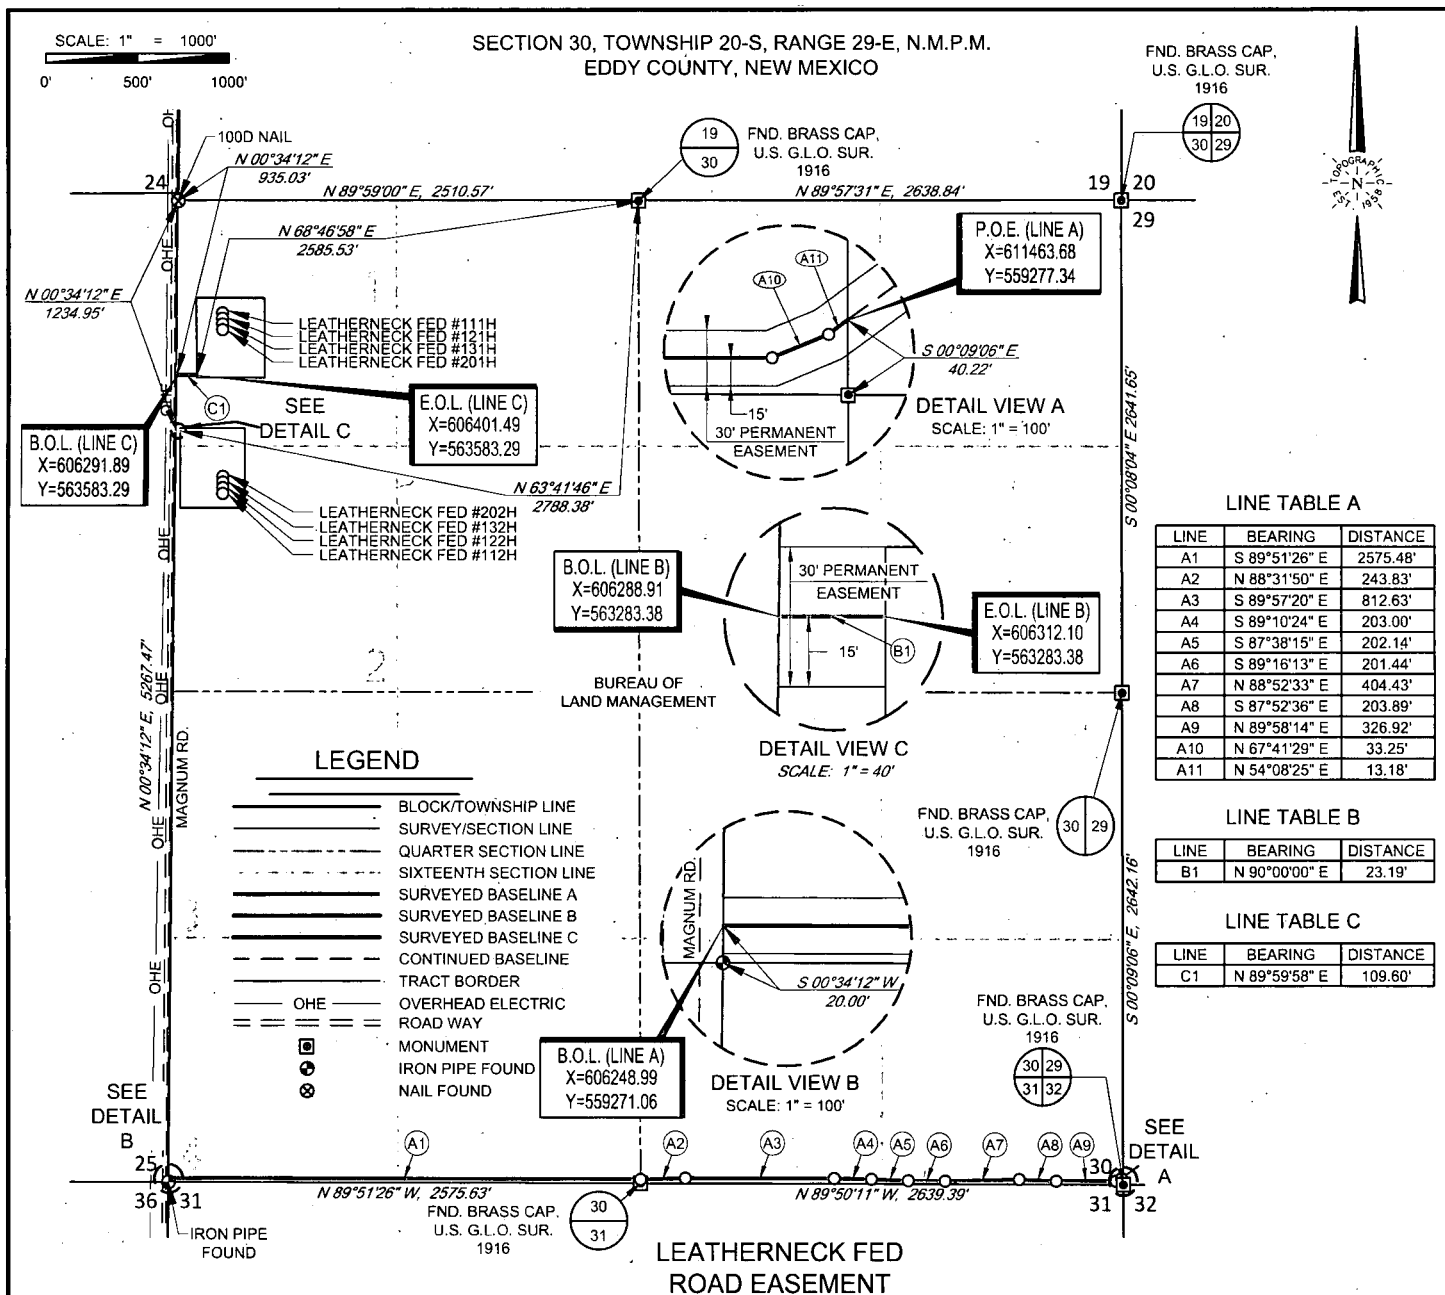 SCALE: 1" = 1000'
0' 500' 1000'
SECTION 30, TOWNSHIP 20-S, RANGE 29-E, N.M.P.M.
EDDY COUNTY, NEW MEXICO
FND. BRASS CAP,
U.S. G.L.O. SUR.
1916
19 20
30 29
TOPOGRAPHIC
N
EST. 1958
OHE
100D NAIL
N 00°34'12" E
935.03'
24
19
30
FND. BRASS CAP,
U.S. G.L.O. SUR.
1916
N 89°59'00" E, 2510.57'
N 89°57'31" E, 2638.84'
19 20
29
N 68°46'58" E
2585.53'
OHE
N 00°34'12" E
1234.95'
LEATHERNECK FED #111H
LEATHERNECK FED #121H
LEATHERNECK FED #131H
LEATHERNECK FED #201H
1
A10
A11
P.O.E. (LINE A)
X=611463.68
Y=559277.34
S 00°09'06" E
40.22'
15'
30' PERMANENT
EASEMENT
DETAIL VIEW A
SCALE: 1" = 100'
S 00°08'04" E 2641.65'
OHE
C1
SEE
DETAIL C
E.O.L. (LINE C)
X=606401.49
Y=563583.29
B.O.L. (LINE C)
X=606291.89
Y=563583.29
N 63°41'46" E
2788.38'
LEATHERNECK FED #202H
LEATHERNECK FED #132H
LEATHERNECK FED #122H
LEATHERNECK FED #112H
OHE
B.O.L. (LINE B)
X=606288.91
Y=563283.38
30' PERMANENT
EASEMENT
15'
B1
E.O.L. (LINE B)
X=606312.10
Y=563283.38
DETAIL VIEW C
SCALE: 1" = 40'
2
BUREAU OF
LAND MANAGEMENT
LINE TABLE A
LINE BEARING DISTANCE
A1 S 89°51'26" E 2575.48'
A2 N 88°31'50" E 243.83'
A3 S 89°57'20" E 812.63'
A4 S 89°10'24" E 203.00'
A5 S 87°38'15" E 202.14'
A6 S 89°16'13" E 201.44'
A7 N 88°52'33" E 404.43'
A8 S 87°52'36" E 203.89'
A9 N 89°58'14" E 326.92'
A10 N 67°41'29" E 33.25'
A11 N 54°08'25" E 13.18'
LINE TABLE B
LINE BEARING DISTANCE
B1 N 90°00'00" E 23.19'
LINE TABLE C
LINE BEARING DISTANCE
C1 N 89°59'58" E 109.60'
N 00°34'12" E, 5267.47'
OHE
MAGNUM RD.
OHE
OHE
LEGEND
BLOCK/TOWNSHIP LINE
SURVEY/SECTION LINE
QUARTER SECTION LINE
SIXTEENTH SECTION LINE
SURVEYED BASELINE A
SURVEYED BASELINE B
SURVEYED BASELINE C
CONTINUED BASELINE
TRACT BORDER
OHE OVERHEAD ELECTRIC
ROAD WAY
MONUMENT
IRON PIPE FOUND
NAIL FOUND
FND. BRASS CAP,
U.S. G.L.O. SUR.
1916
30 29
S 00°09'06" E, 2642.16'
MAGNUM RD.
S 00°34'12" W
20.00'
B.O.L. (LINE A)
X=606248.99
Y=559271.06
DETAIL VIEW B
SCALE: 1" = 100'
FND. BRASS CAP,
U.S. G.L.O. SUR.
1916
30 29
31 32
SEE
DETAIL
B
SEE
DETAIL
A
A1
A2
A3
A4
A5
A6
A7
A8
A9
25
36 31
30
31 32
N 89°51'26" W, 2575.63'
N 89°50'11" W, 2639.39'
FND. BRASS CAP,
U.S. G.L.O. SUR.
1916
30
31
IRON PIPE
FOUND
LEATHERNECK FED
ROAD EASEMENT